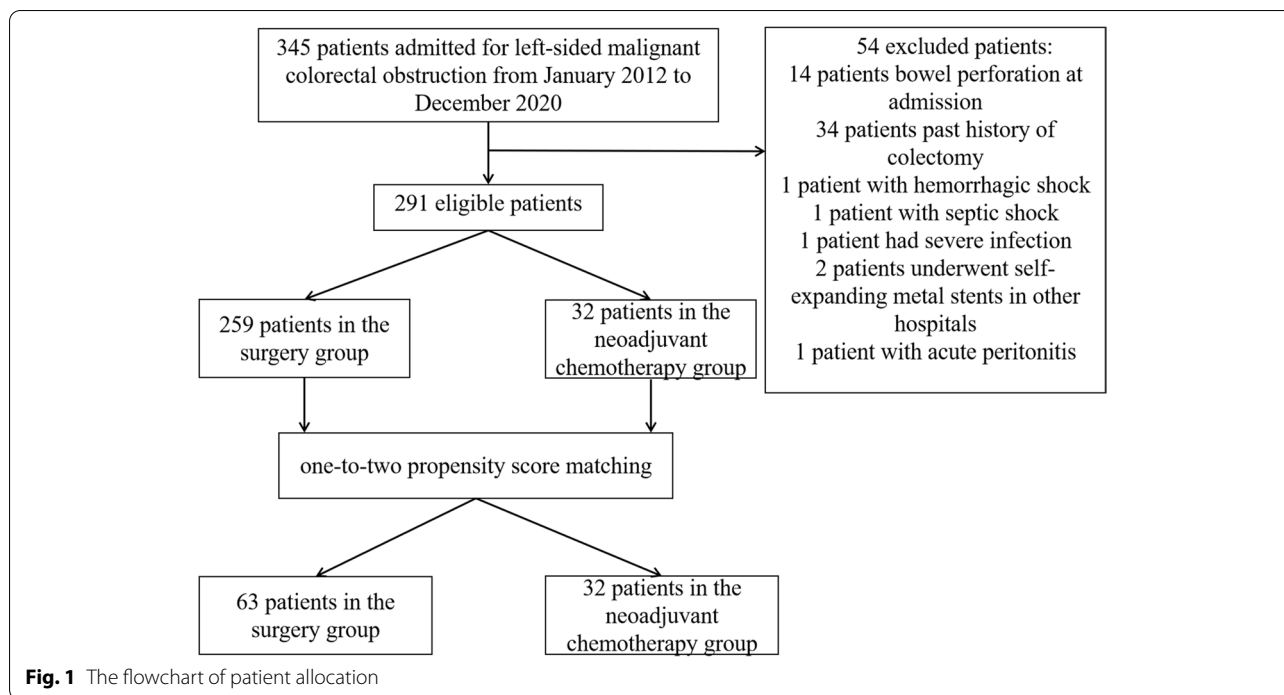 345 patients admitted for left-sided malignant
colorectal obstruction from January 2012 to
December 2020
54 excluded patients:
14 patients bowel perforation at
admission
34 patients past history of
colectomy
1 patient with hemorrhagic shock
1 patient with septic shock
1 patient had severe infection
2 patients underwent self-
expanding metal stents in other
hospitals
1 patient with acute peritonitis
291 eligible patients
259 patients in the
surgery group
32 patients in the
neoadjuvant
chemotherapy group
one-to-two propensity score matching
63 patients in the
surgery group
32 patients in the
neoadjuvant
chemotherapy group
Fig. 1 The flowchart of patient allocation